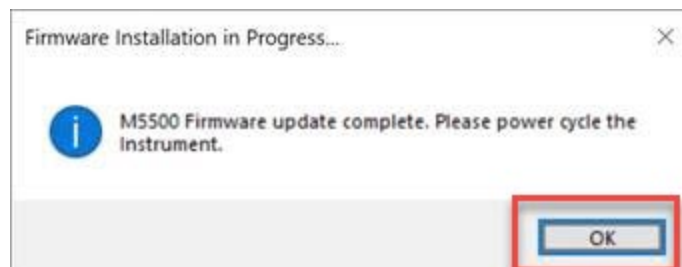 Firmware Installation in Progress...
M5500 Firmware update complete. Please power cycle the
Instrument.
OK